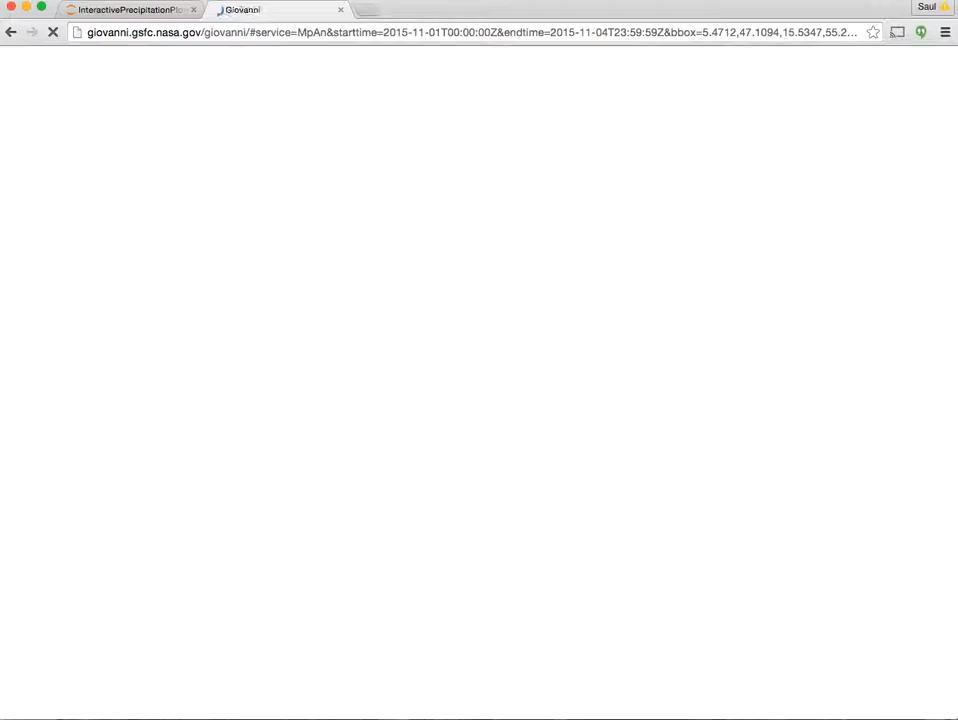 InteractivePrecipitationPlo
Giovanni
Saul
giovanni.gsfc.nasa.gov/giovanni/#service=MpAn&starttime=2015-11-01T00:00:00Z&endtime=2015-11-04T23:59:59Z&bbox=5.4712,47.1094,15.5347,55.2...